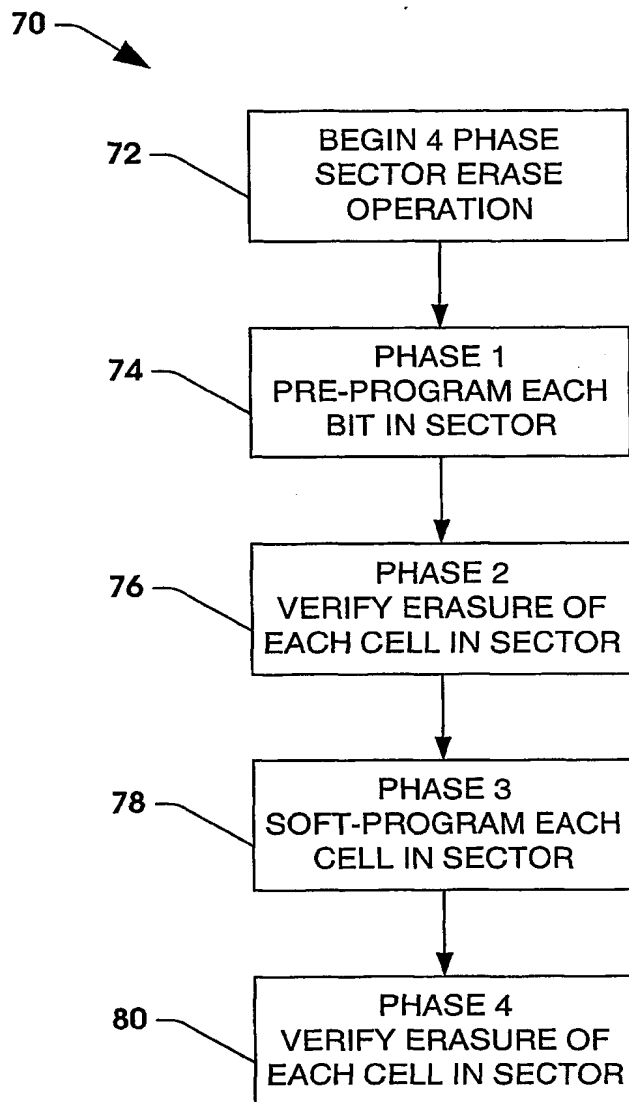 70
72
BEGIN 4 PHASE
SECTOR ERASE
OPERATION
74
PHASE 1
PRE-PROGRAM EACH
BIT IN SECTOR
76
PHASE 2
VERIFY ERASURE OF
EACH CELL IN SECTOR
78
PHASE 3
SOFT-PROGRAM EACH
CELL IN SECTOR
80
PHASE 4
VERIFY ERASURE OF
EACH CELL IN SECTOR